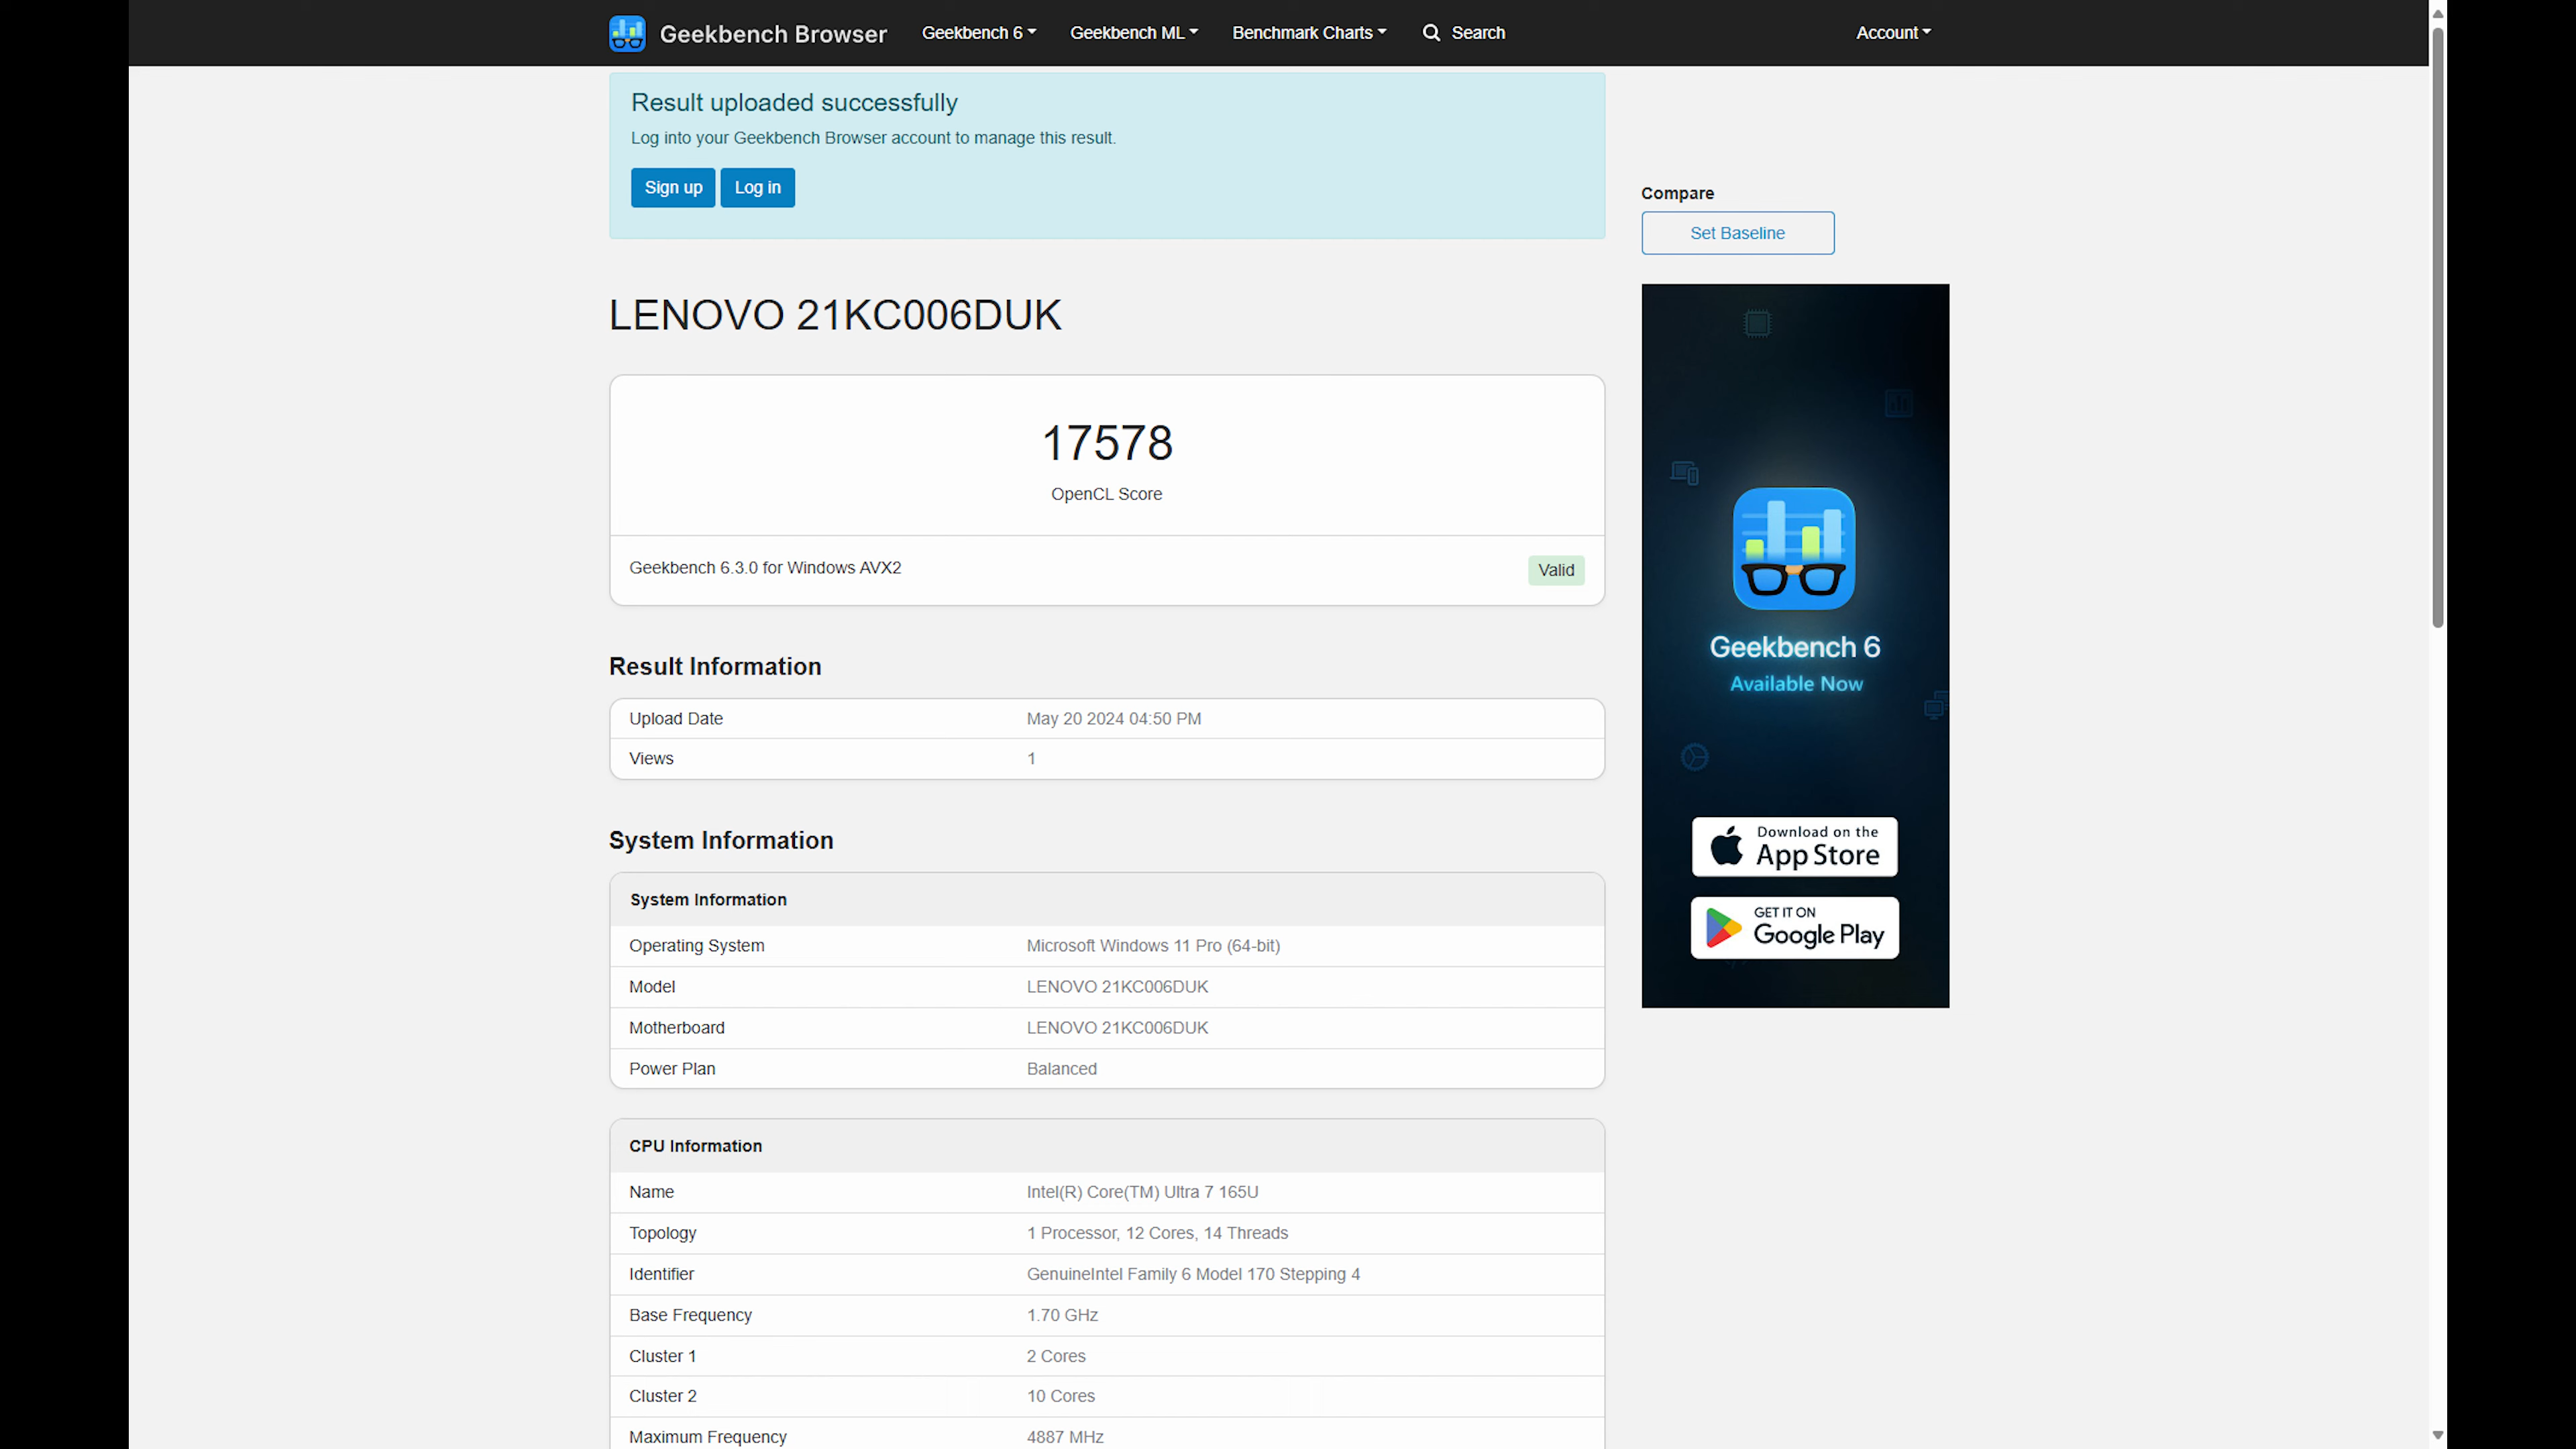 Geekbench Browser Geekbench 6 Geekbench ML Benchmark Charts Search Account
Result uploaded successfully
Log into your Geekbench Browser account to manage this result.
Sign up Log in
Compare
Set Baseline
LENOVO 21KC006DUK
17578
OpenCL Score
Geekbench 6.3.0 for Windows AVX2 Valid
Result Information
Upload Date May 20 2024 04:50 PM
Views 1
System Information
System Information
Operating System Microsoft Windows 11 Pro (64-bit)
Model LENOVO 21KC006DUK
Motherboard LENOVO 21KC006DUK
Power Plan Balanced
CPU Information
Name Intel(R) Core(TM) Ultra 7 165U
Topology 1 Processor, 12 Cores, 14 Threads
Identifier GenuineIntel Family 6 Model 170 Stepping 4
Base Frequency 1.70 GHz
Cluster 1 2 Cores
Cluster 2 10 Cores
Maximum Frequency 4887 MHz
Geekbench 6
Available Now
Download on the
App Store
GET IT ON
Google Play